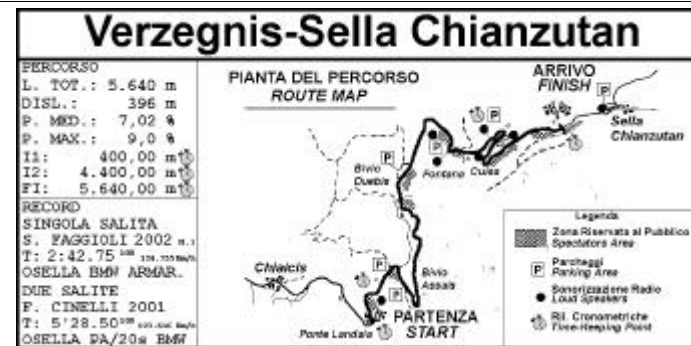 Verzegnis-Sella Chianzutan
PERCORSO
L. TOT.: 5.640 m
DISL.: 396 m
P. MED.: 7,02 %
P. MAX.: 9,0 %
I1: 400,00 m
I2: 4.400,00 m
FI: 5.640,00 m
RECORD
SINGOLA SALITA
S. FAGGIOLI 2002
T: 2:42.75
OSELLA BMW ARMAR.
DUE SALITE
F. CINELLI 2001
T: 5'28.50
OSELLA PA/20s BMW
PIANTA DEL PERCORSO
ROUTE MAP
ARRIVO
FINISH
P
Sella
Chianzutan
P
P
Bivio
Duebis
Fontana
Cuies
Chialcis
P
Bivio
Assais
P
PARTENZA
START
Ponte Landaia
Legenda
Zona Riservata al Pubblico
Spectators Area
P
Parcheggi
Parking Area
Sonorizzazione Radio
Loud Speakers
Ril. Cronometriche
Time-Keeping Point